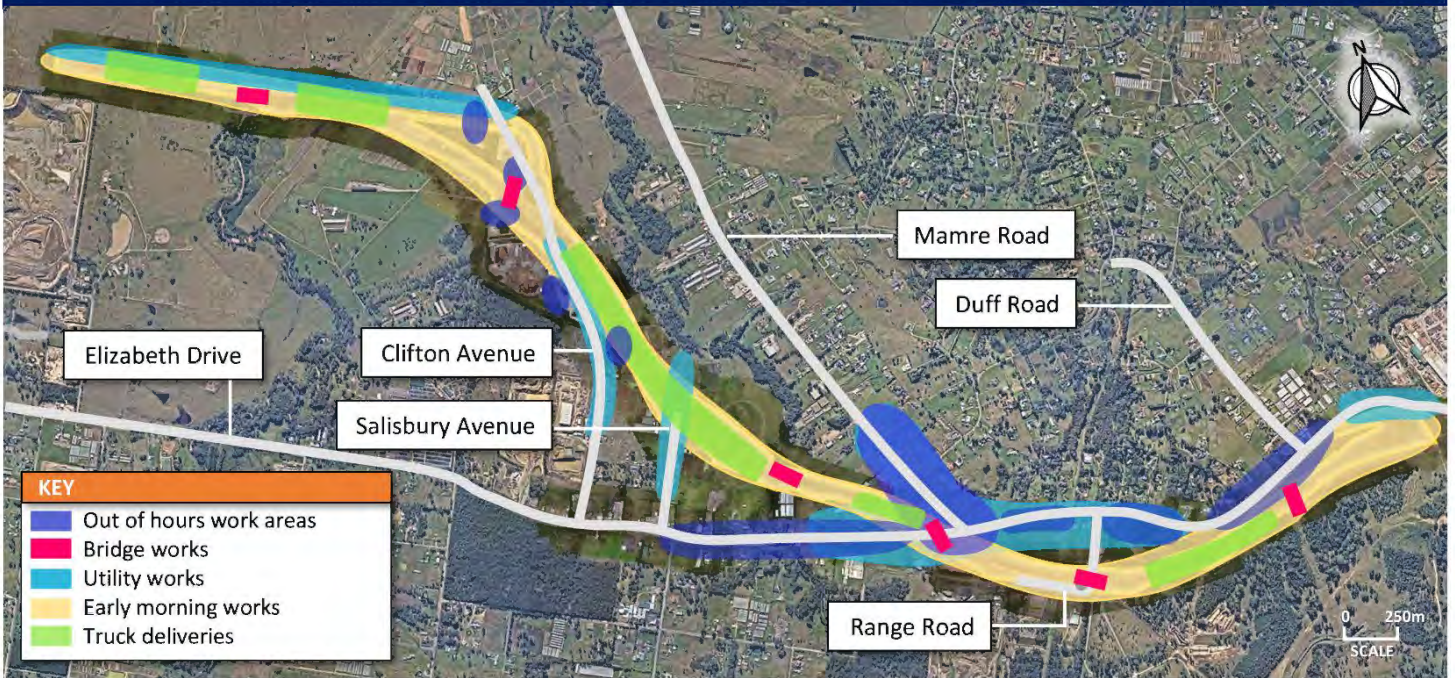 N
Mamre Road
Duff Road
Elizabeth Drive
Clifton Avenue
Salisbury Avenue
KEY
Out of hours work areas
Bridge works
Utility works
Early morning works
Truck deliveries
Range Road
0 250m
SCALE